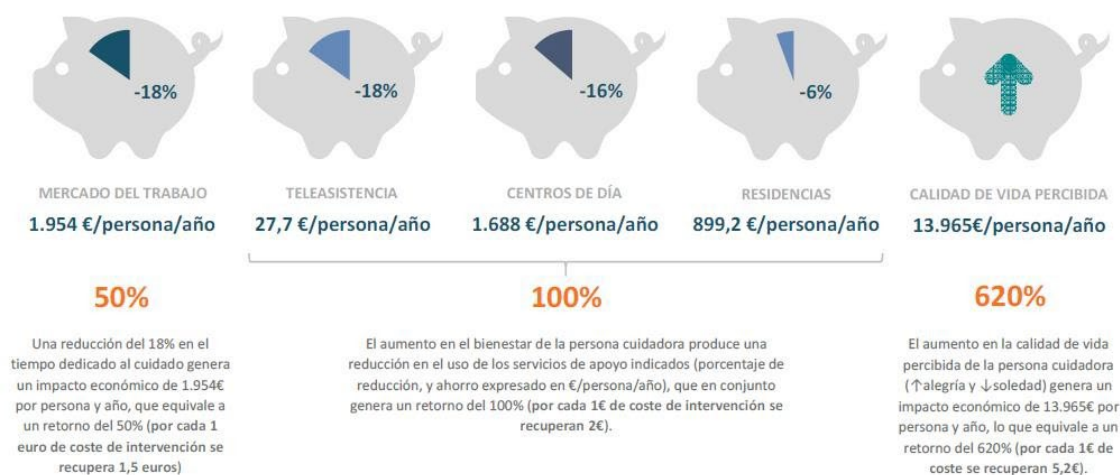 -18%
-18%
-16%
-6%
MERCADO DEL TRABAJO
1.954 €/persona/año
TELEASISTENCIA
27,7 €/persona/año
CENTROS DE DÍA
1.688 €/persona/año
RESIDENCIAS
899,2 €/persona/año
CALIDAD DE VIDA PERCIBIDA
13.965€/persona/año
50%
Una reducción del 18% en el
tiempo dedicado al cuidado genera
un impacto económico de 1.954€
por persona y año, que equivale a
un retorno del 50% (por cada 1
euro de coste de intervención se
recupera 1,5 euros)
100%
El aumento en el bienestar de la persona cuidadora produce una
reducción en el uso de los servicios de apoyo indicados (porcentaje de
reducción, y ahorro expresado en €/persona/año), que en conjunto
genera un retorno del 100% (por cada 1€ de coste de intervención se
recuperan 2€).
620%
El aumento en la calidad de vida
percibida de la persona cuidadora
(↑alegría y ↓soledad) genera un
impacto económico de 13.965€ por
persona y año, lo que equivale a un
retorno del 620% (por cada 1€ de
coste se recuperan 5,2€).